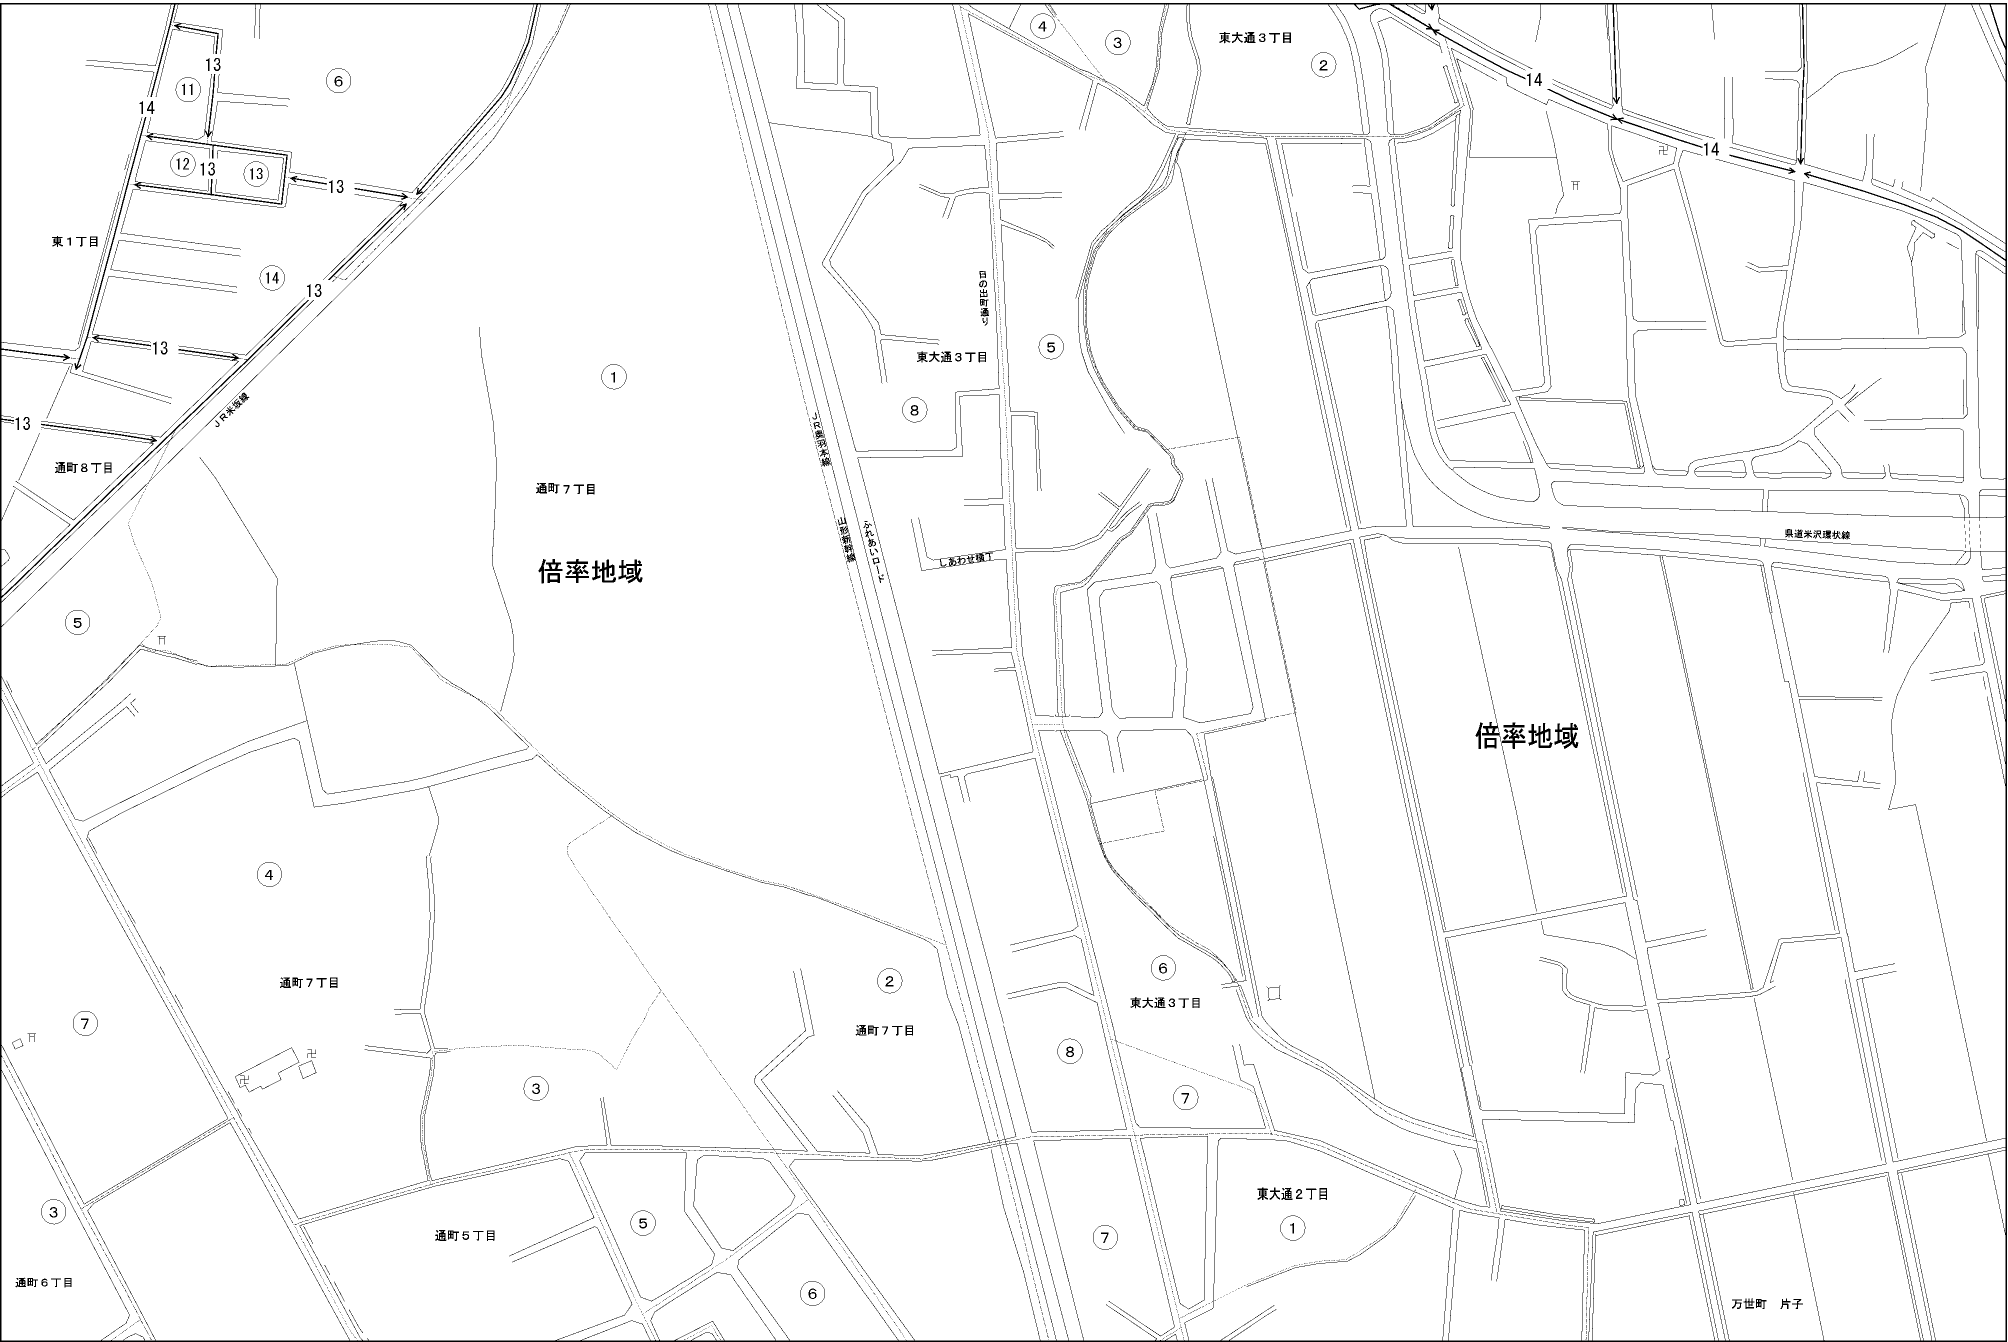 ④
③
東大通３丁目
②
⑥
13
⑪
14
14
14
⑫
13
⑬
13
東１丁目
⑭
13
日の出町通り
⑤
13
東大通３丁目
①
⑧
13
ＪＲ米坂線
ＪＲ奥羽本線
通町８丁目
通町７丁目
山形新幹線
ふれあいロード
県道米沢環状線
しあわせ横丁
倍率地域
⑤
倍率地域
④
⑥
通町７丁目
②
東大通３丁目
⑦
通町７丁目
⑧
③
⑦
東大通２丁目
③
⑤
①
通町５丁目
⑦
通町６丁目
⑥
万世町　片子